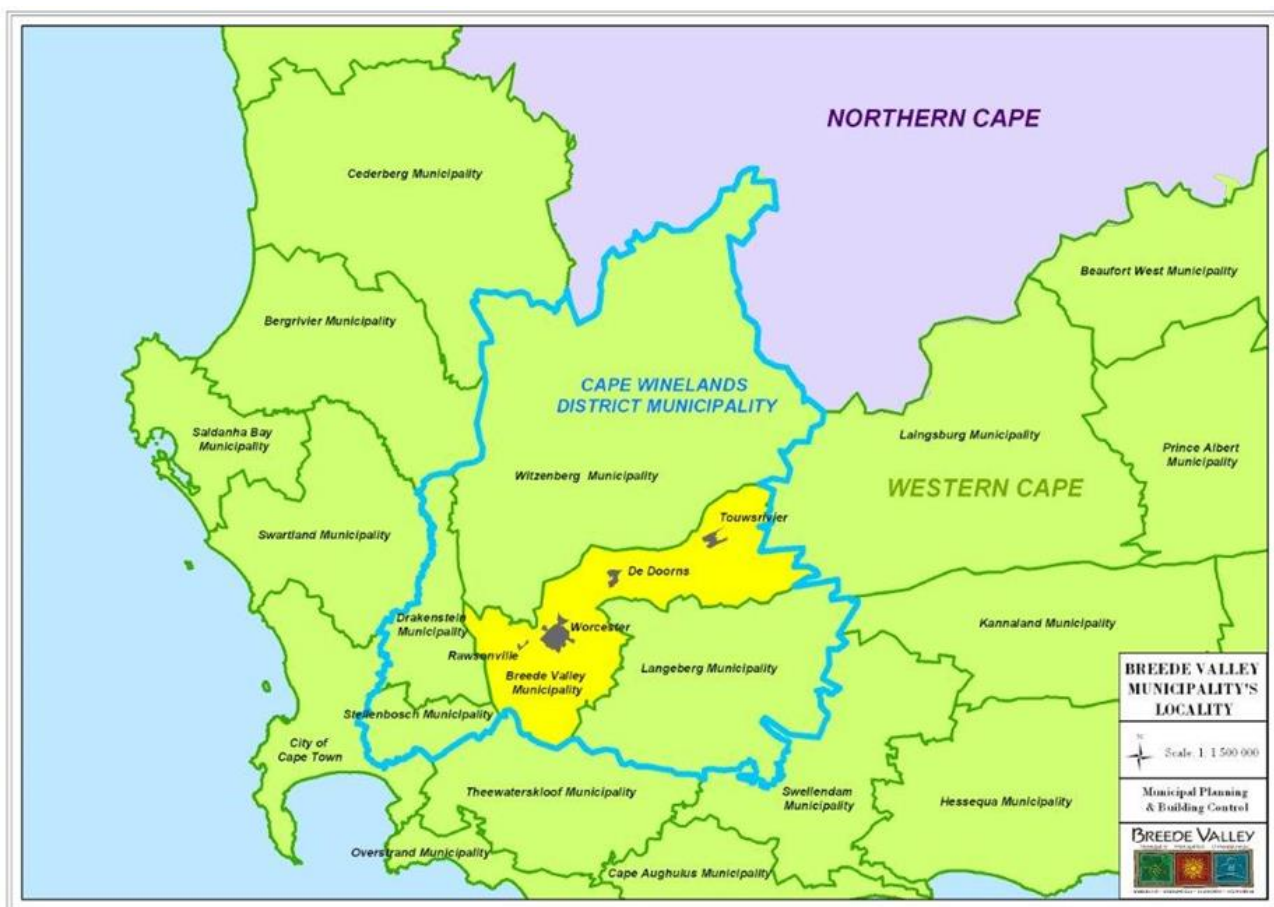 NORTHERN CAPE
Cederberg Municipality
Beaufort West Municipality
Bergrivier Municipality
CAPE WINELANDS
DISTRICT MUNICIPALITY
Saldanha Bay
Municipality
Laingsburg Municipality
Prince Albert
Municipality
Witzenberg Municipality
WESTERN CAPE
Touwsrivier
Swartland Municipality
De Doorns
Drakenstein
Municipality
Worcester
Kannaland Municipality
Rawsonville
Langeberg Municipality
Breede Valley
Municipality
Stellenbosch Municipality
City of
Cape Town
Theewaterskloof Municipality
Swellendam
Municipality
Hessequa Municipality
Overstrand Municipality
Cape Aughulus Municipality
BREEDE VALLEY
MUNICIPALITY'S
LOCALITY
N
Scale: 1: 1 500 000
Municipal Planning
& Building Control
BREEDE VALLEY